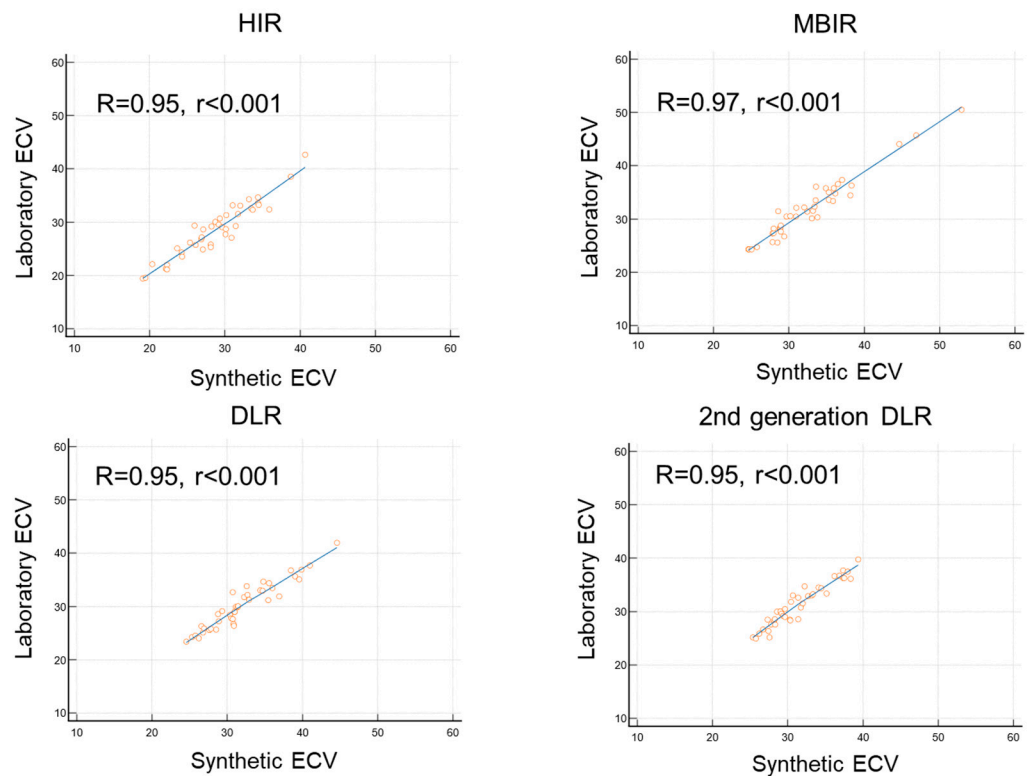 HIR
R=0.95, r<0.001
Laboratory ECV
60
50
40
30
20
10
10 20 30 40 50 60
Synthetic ECV
MBIR
R=0.97, r<0.001
Laboratory ECV
60
50
40
30
20
10
10 20 30 40 50 60
Synthetic ECV
DLR
R=0.95, r<0.001
Laboratory ECV
60
50
40
30
20
10
10 20 30 40 50 60
Synthetic ECV
2nd generation DLR
R=0.95, r<0.001
Laboratory ECV
60
50
40
30
20
10
10 20 30 40 50 60
Synthetic ECV